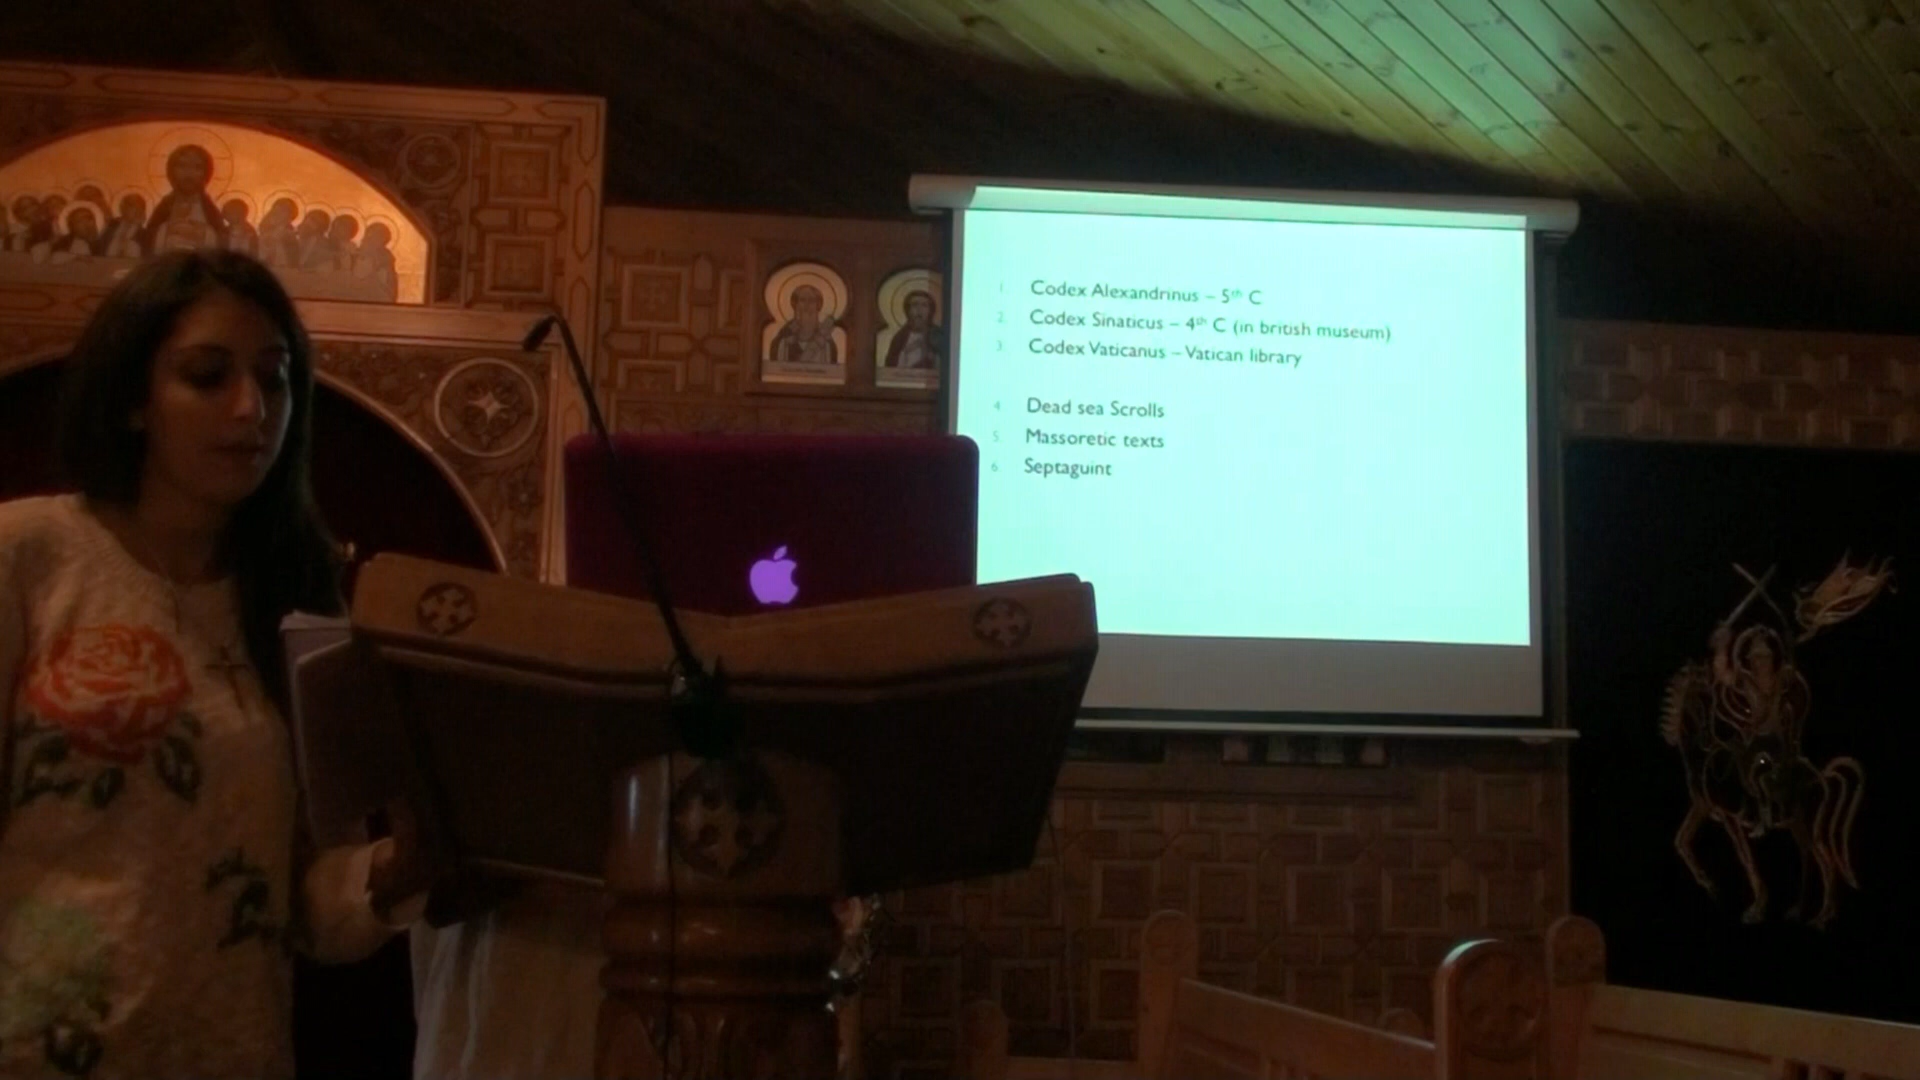 1 Codex Alexandrinus – 5th C
2 Codex Sinaticus – 4th C (in british museum)
3 Codex Vaticanus – Vatican library
4 Dead sea Scrolls
5 Massoretic texts
6 Septaguint